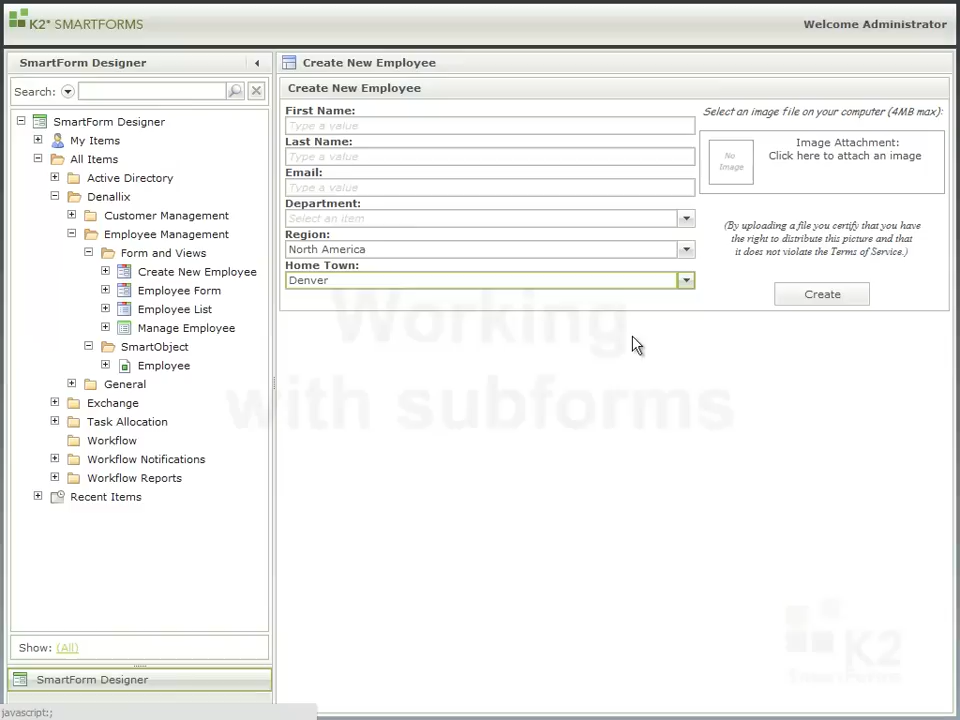 K2* SMARTFORMS
Welcome Administrator
SmartForm Designer
Search:
SmartForm Designer
My Items
All Items
Active Directory
Denallix
Customer Management
Employee Management
Form and Views
Create New Employee
Employee Form
Employee List
Manage Employee
SmartObject
Employee
General
Exchange
Task Allocation
Workflow
Workflow Notifications
Workflow Reports
Recent Items
Show: (All)
SmartForm Designer
javascript:;
Create New Employee
Create New Employee
First Name:
Type a value
Last Name:
Type a value
Email:
Type a value
Department:
Select an item
Region:
North America
Home Town:
Denver
Select an image file on your computer (4MB max):
No
Image
Image Attachment:
Click here to attach an image
(By uploading a file you certify that you have
the right to distribute this picture and that
it does not violate the Terms of Service.)
Create
Working
with subforms
K2